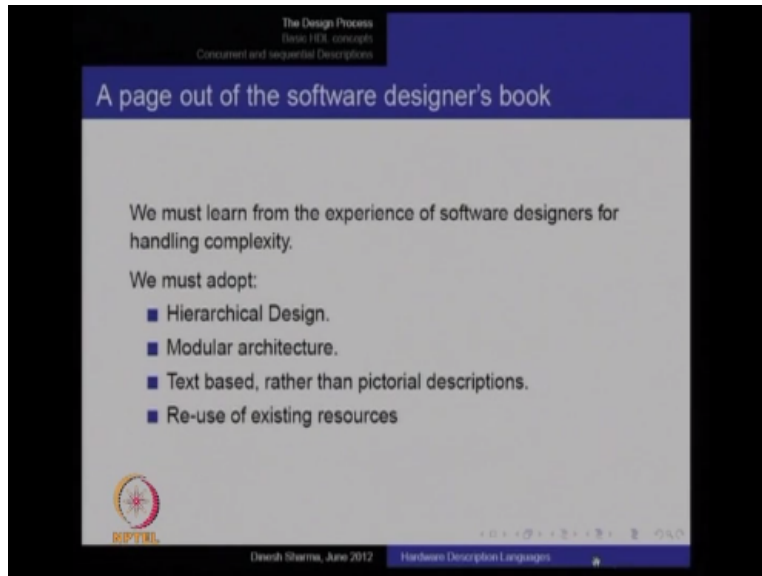 The Design Process
Basic HDL concepts
Concurrent and sequential Descriptions
A page out of the software designer's book
We must learn from the experience of software designers for
handling complexity.
We must adopt:
Hierarchical Design.
Modular architecture.
Text based, rather than pictorial descriptions.
Re-use of existing resources
NPTEL
Dinesh Sharma, June 2012 Hardware Description Languages